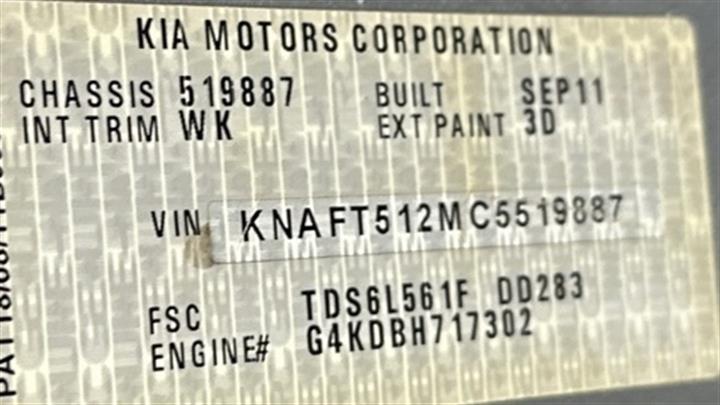 KIA MOTORS CORPORATION
CHASSIS 519887 BUILT SEP11
INT TRIM WK EXT PAINT 3D
VIN KNAFT512MC5519887
FSC TDS6L561F DD283
ENGINE# G4KDBH717302